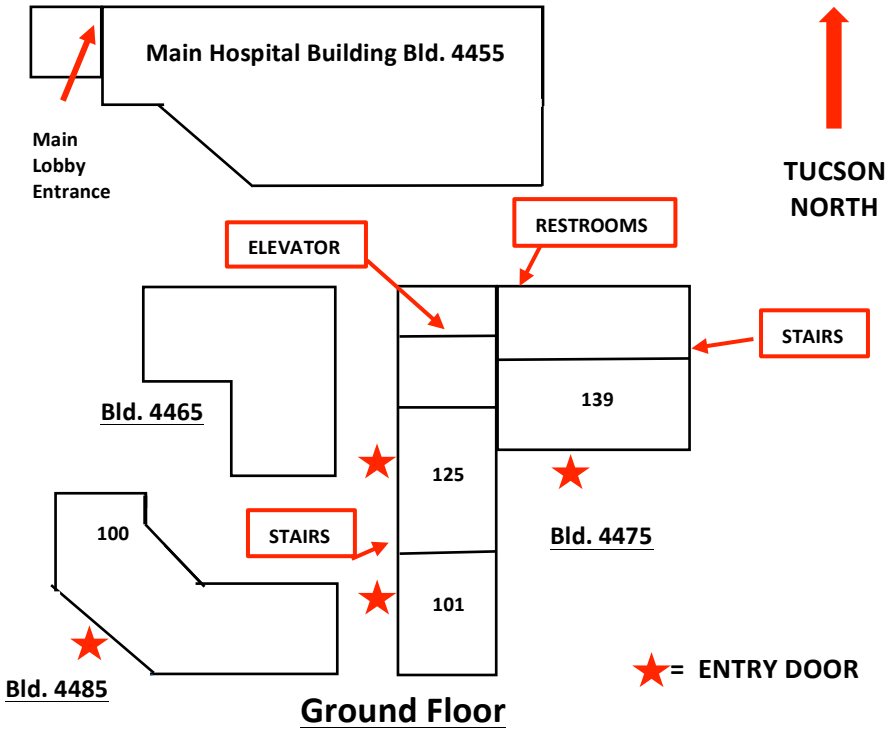 Main Hospital Building Bld. 4455
Main
Lobby
Entrance
TUCSON
NORTH
RESTROOMS
ELEVATOR
STAIRS
139
Bld. 4465
125
100
STAIRS
Bld. 4475
101
= ENTRY DOOR
Bld. 4485
Ground Floor